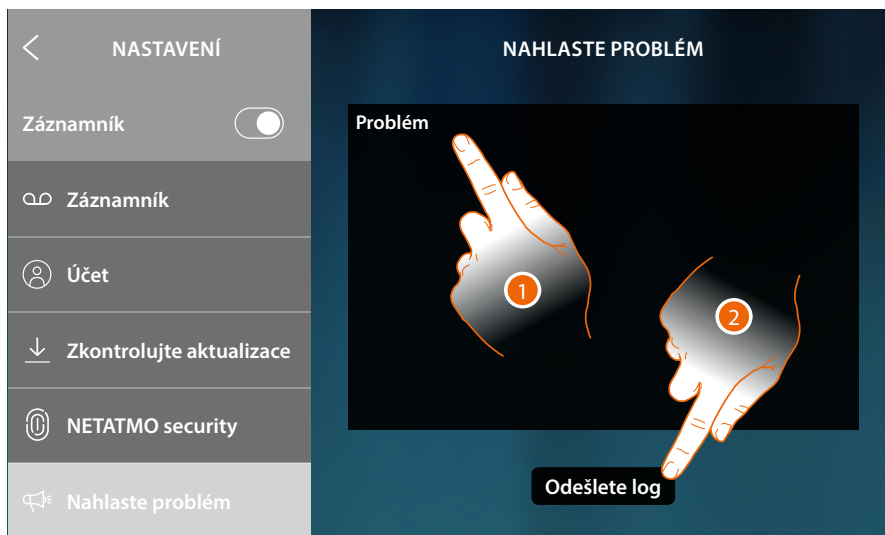 NASTAVENÍ
Záznamník
Záznamník
Účet
Zkontrolujte aktualizace
NETATMO security
Nahlaste problém
NAHLASTE PROBLÉM
Problém
1
2
Odešlete log